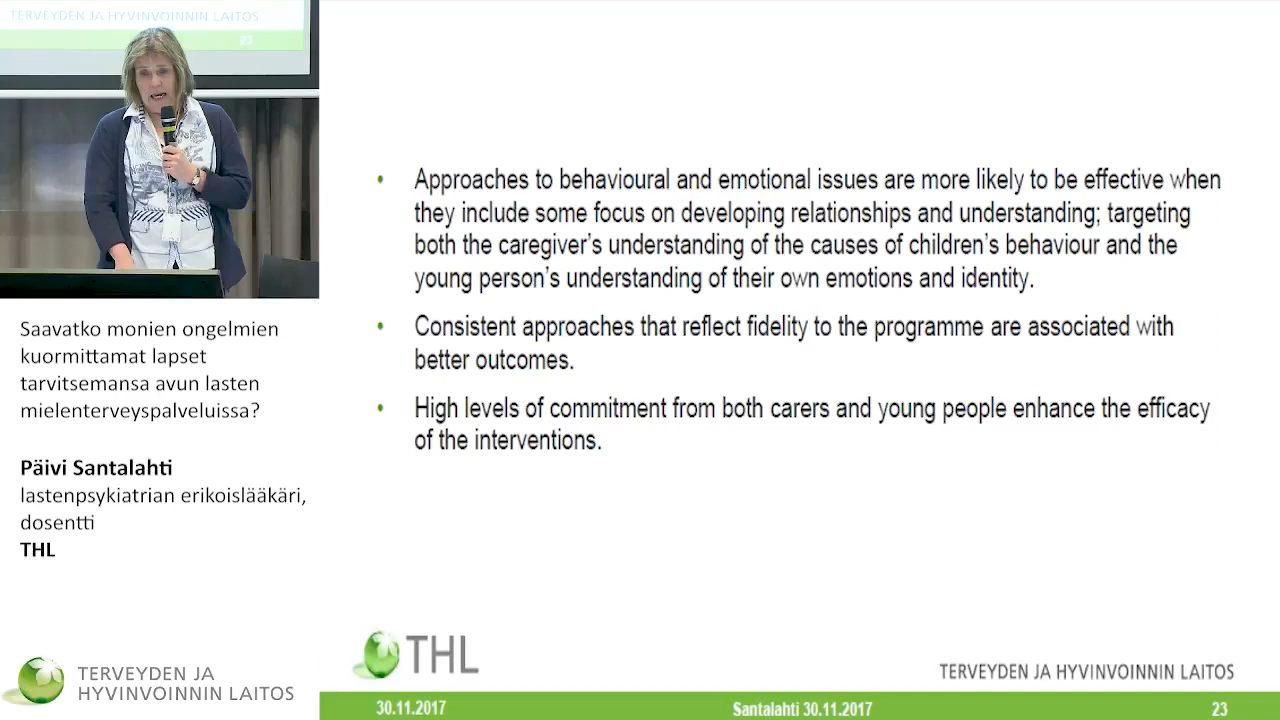 TERVEYDEN JA HYVINVOINNIN LAITOS
Saavatko monien ongelmien
kuormittamat lapset
tarvitsemansa avun lasten
mielenterveyspalveluissa?
Päivi Santalahti
lastenpsykiatrian erikoislääkäri,
dosentti
THL
TERVEYDEN JA
HYVINVOINNIN LAITOS
• Approaches to behavioural and emotional issues are more likely to be effective when
they include some focus on developing relationships and understanding; targeting
both the caregiver's understanding of the causes of children's behaviour and the
young person's understanding of their own emotions and identity.
• Consistent approaches that reflect fidelity to the programme are associated with
better outcomes.
• High levels of commitment from both carers and young people enhance the efficacy
of the interventions.
THL
TERVEYDEN JA HYVINVOINNIN LAITOS
30.11.2017
Santalahti 30.11.2017
23